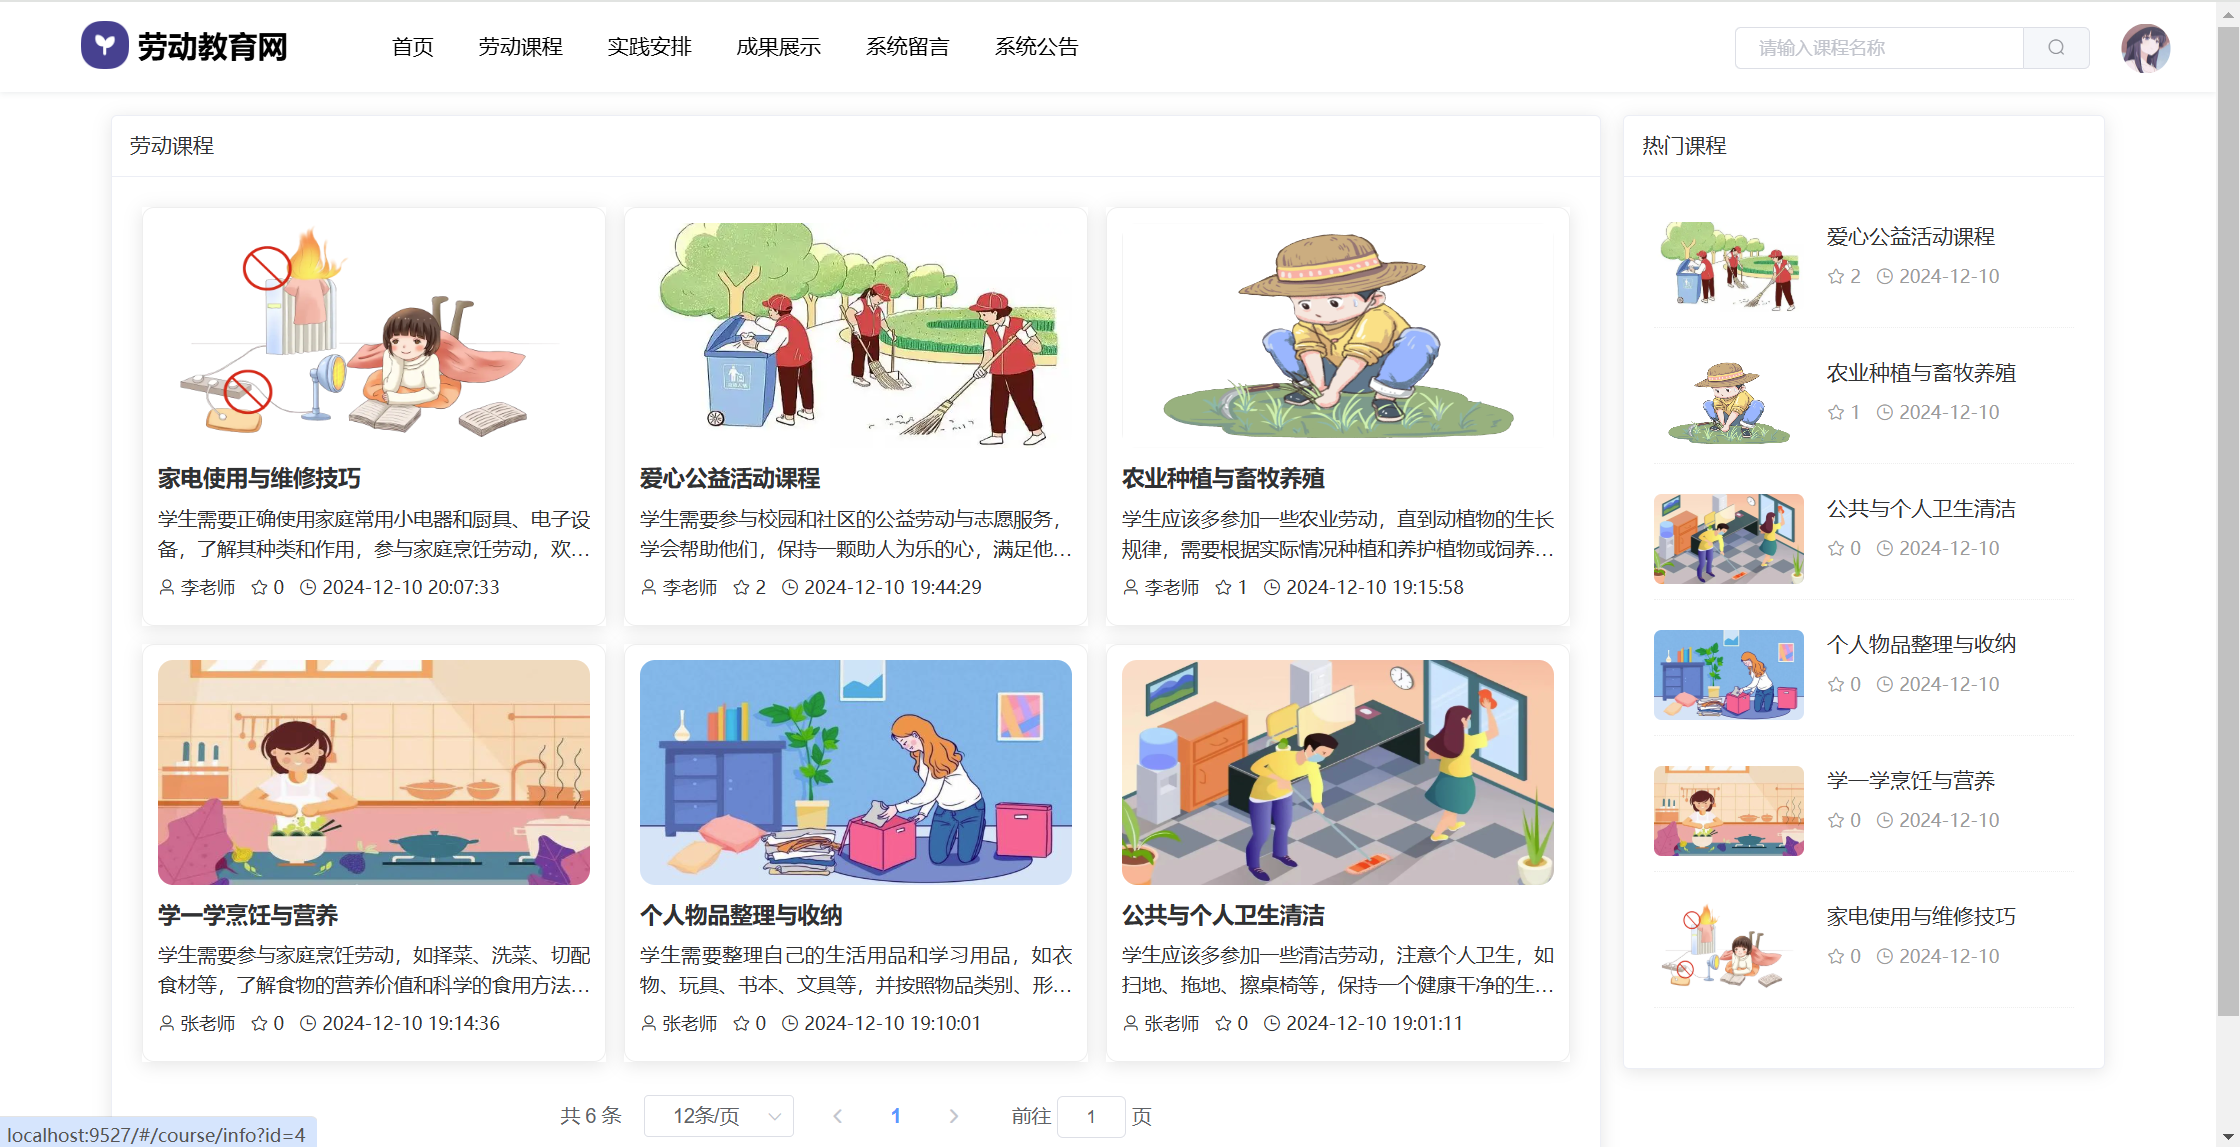 劳动教育网
首页 劳动课程 实践安排 成果展示 系统留言 系统公告
请输入课程名称
劳动课程
家电使用与维修技巧
学生需要正确使用家庭常用小电器和厨具、电子设
备，了解其种类和作用，参与家庭烹饪劳动，欢...
李老师 0 2024-12-10 20:07:33
爱心公益活动课程
学生需要参与校园和社区的公益劳动与志愿服务，
学会帮助他们，保持一颗助人为乐的心，满足他...
李老师 2 2024-12-10 19:44:29
农业种植与畜牧养殖
学生应该多参加一些农业劳动，直到动植物的生长
规律，需要根据实际情况种植和养护植物或饲养...
李老师 1 2024-12-10 19:15:58
学一学烹饪与营养
学生需要参与家庭烹饪劳动，如择菜、洗菜、切配
食材等，了解食物的营养价值和科学的食用方法...
张老师 0 2024-12-10 19:14:36
个人物品整理与收纳
学生需要整理自己的生活用品和学习用品，如衣
物、玩具、书本、文具等，并按照物品类别、形...
张老师 0 2024-12-10 19:10:01
公共与个人卫生清洁
学生应该多参加一些清洁劳动，注意个人卫生，如
扫地、拖地、擦桌椅等，保持一个健康干净的生...
张老师 0 2024-12-10 19:01:11
共 6 条 12条/页 1 前往 1 页
热门课程
爱心公益活动课程
2 2024-12-10
农业种植与畜牧养殖
1 2024-12-10
公共与个人卫生清洁
0 2024-12-10
个人物品整理与收纳
0 2024-12-10
学一学烹饪与营养
0 2024-12-10
家电使用与维修技巧
0 2024-12-10
localhost:9527/#/course/info?id=4